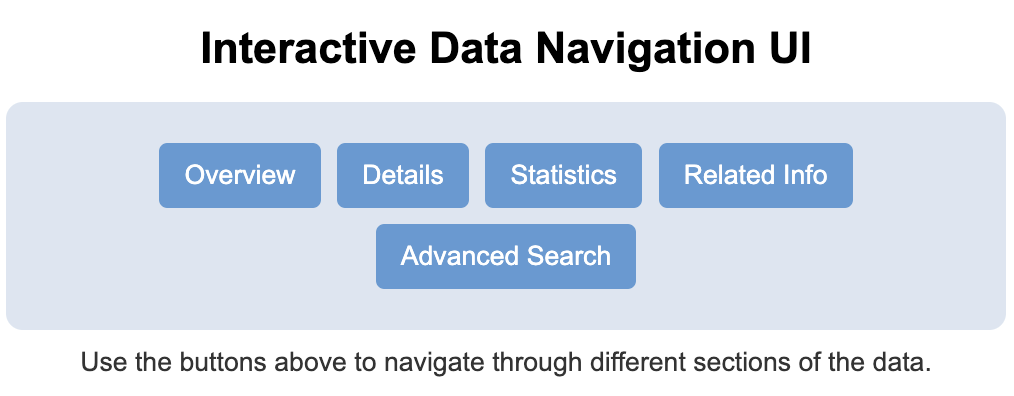 Interactive Data Navigation UI
Overview Details Statistics Related Info
Advanced Search
Use the buttons above to navigate through different sections of the data.